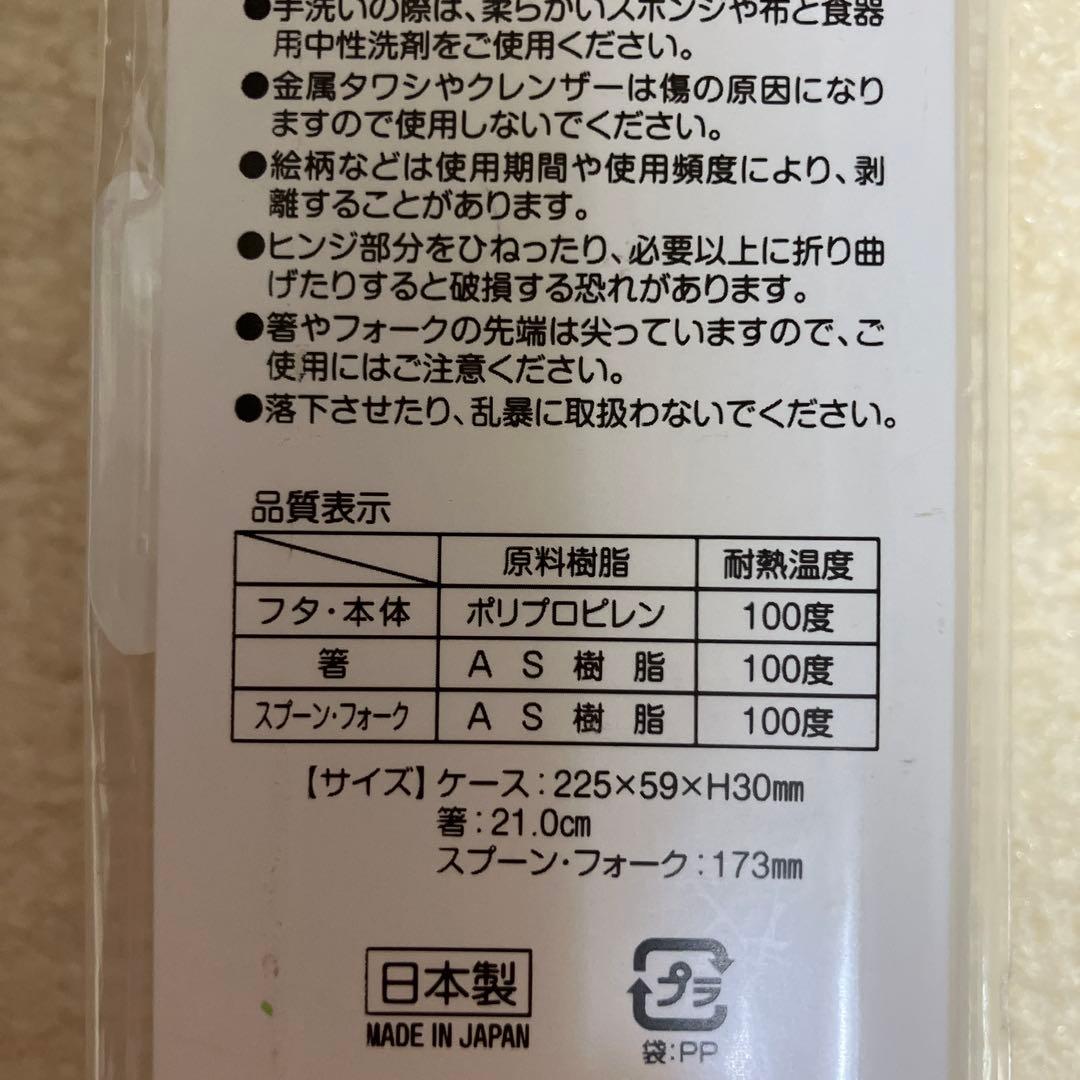 ●手洗いの際は、柔らかいスポンジや布と食器
用中性洗剤をご使用ください。
●金属タワシやクレンザーは傷の原因になり
ますので使用しないでください。
●絵柄などは使用期間や使用頻度により、剥
離することがあります。
●ヒンジ部分をひねったり、必要以上に折り曲
げたりすると破損する恐れがあります。
●箸やフォークの先端は尖っていますので、ご
使用にはご注意ください。
●落下させたり、乱暴に取扱わないでください。
品質表示
原料樹脂 耐熱温度
フタ・本体 ポリプロピレン 100度
箸 AS樹脂 100度
スプーン・フォーク AS樹脂 100度
【サイズ】ケース：225×59×H30mm
箸：21.0cm
スプーン・フォーク：173mm
日本製 プラ
MADE IN JAPAN 袋：PP